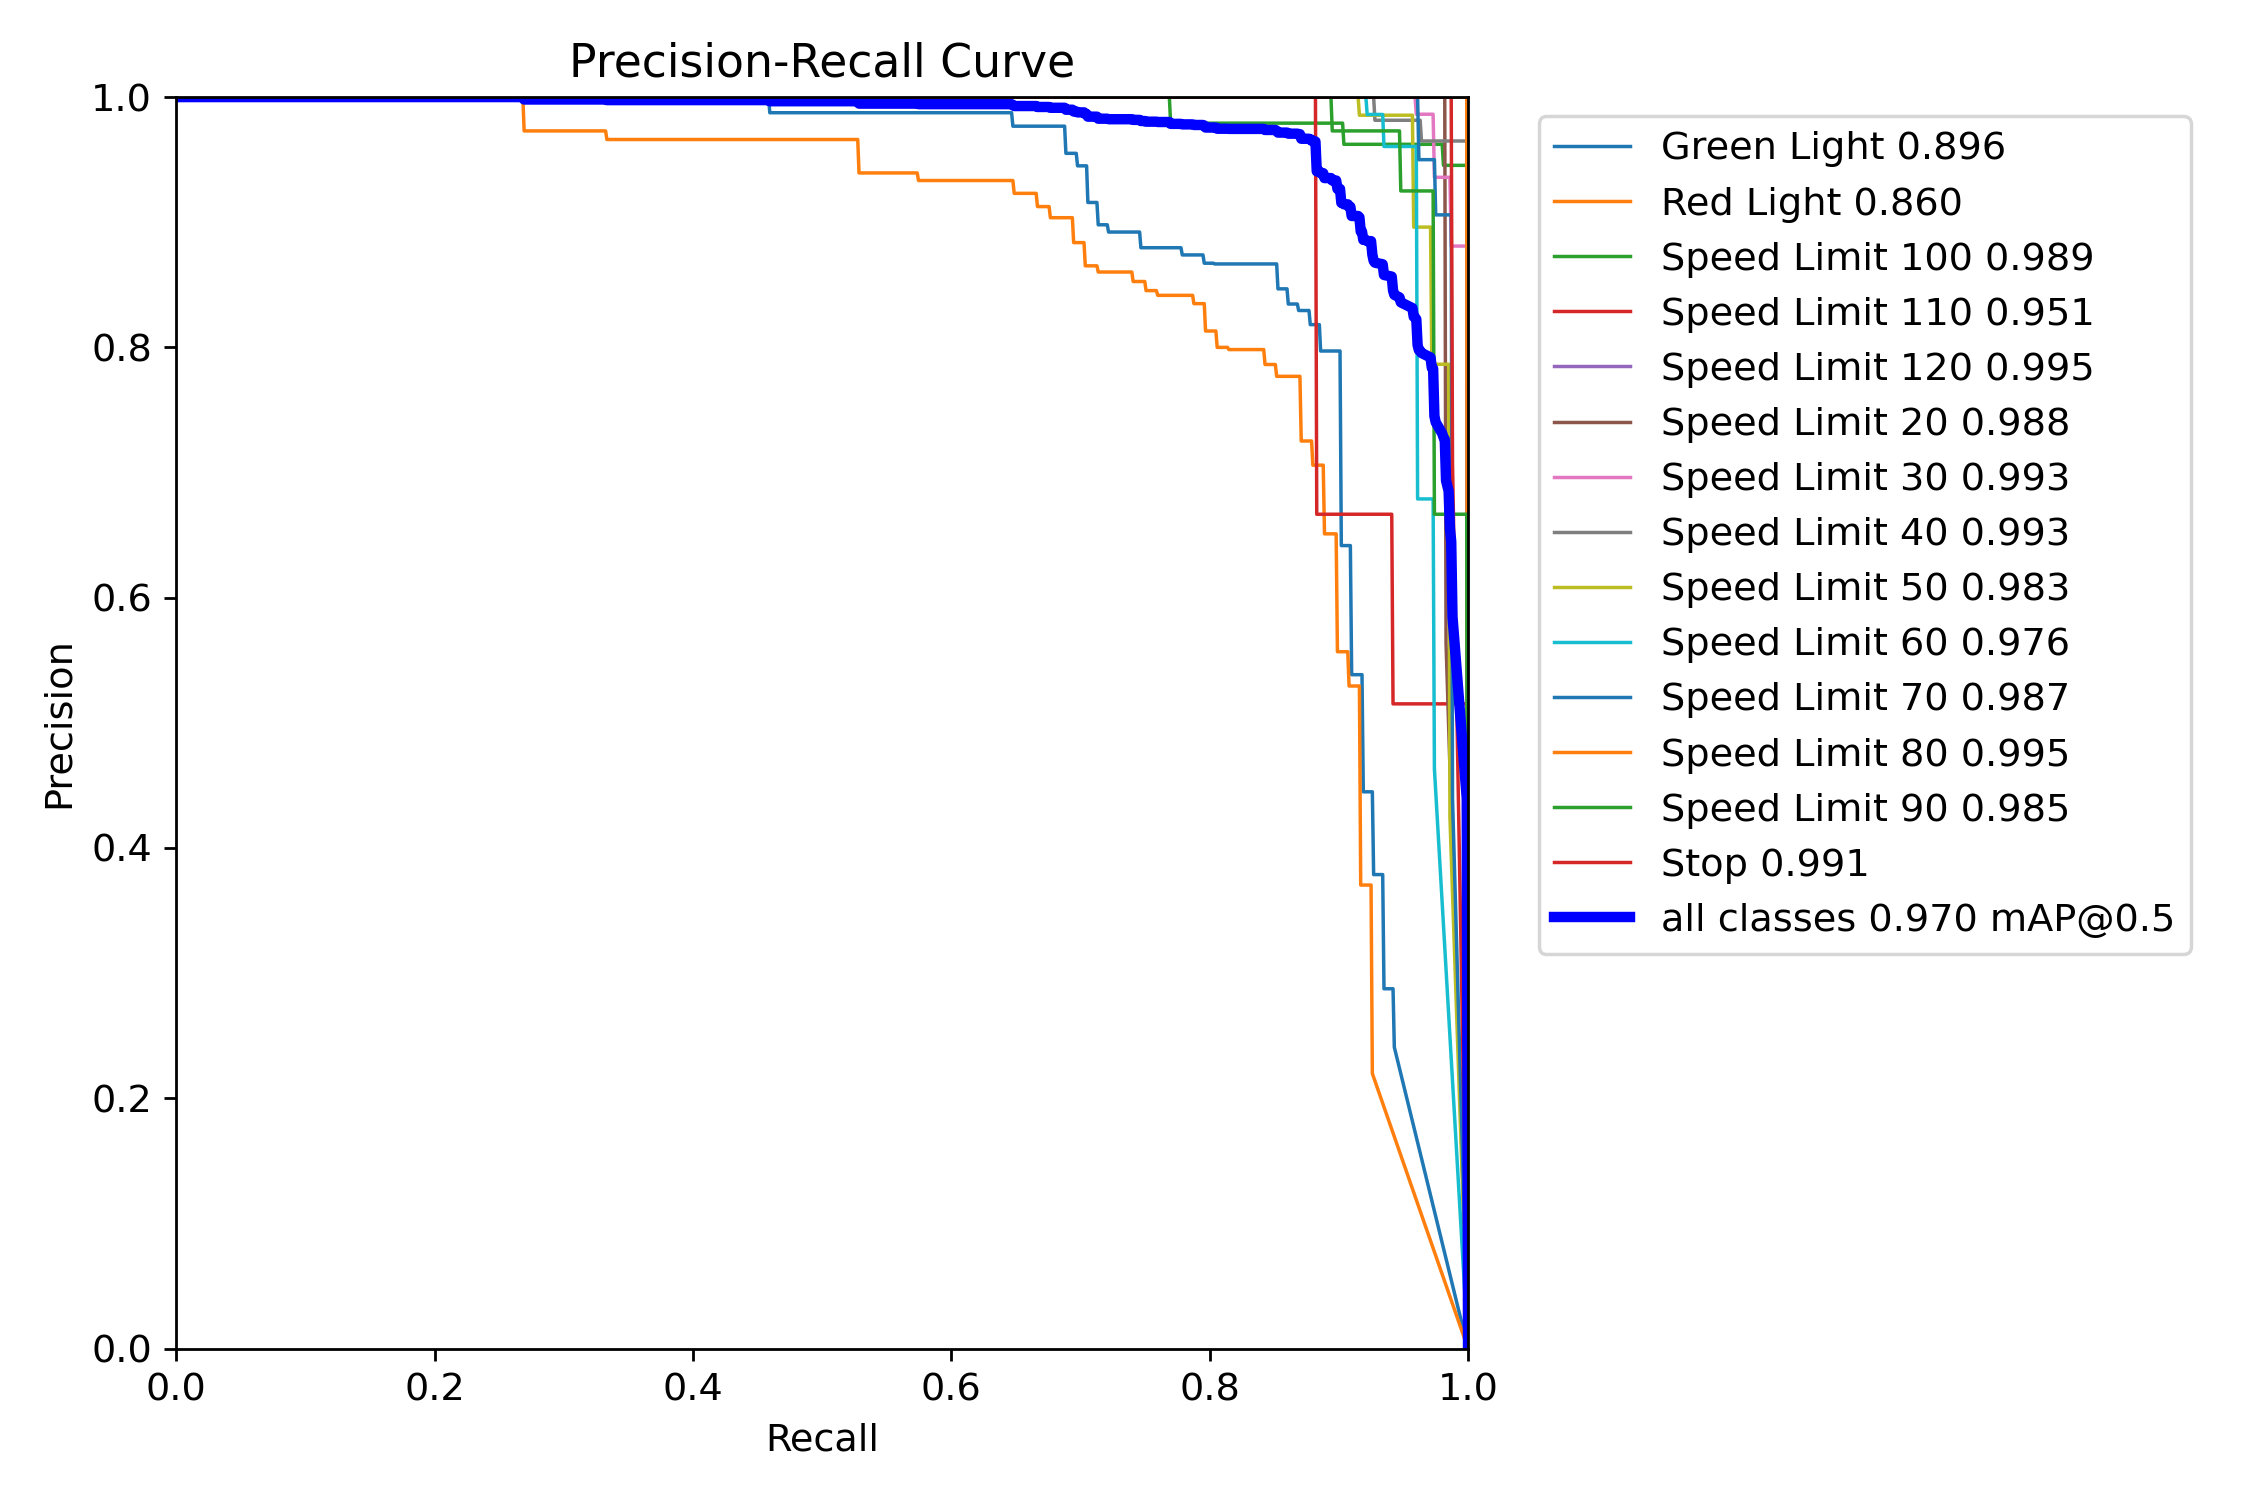 Precision-Recall Curve
1.0
0.8
0.6
0.4
0.2
0.0
Precision
0.0 0.2 0.4 0.6 0.8 1.0
Recall
Green Light 0.896
Red Light 0.860
Speed Limit 100 0.989
Speed Limit 110 0.951
Speed Limit 120 0.995
Speed Limit 20 0.988
Speed Limit 30 0.993
Speed Limit 40 0.993
Speed Limit 50 0.983
Speed Limit 60 0.976
Speed Limit 70 0.987
Speed Limit 80 0.995
Speed Limit 90 0.985
Stop 0.991
all classes 0.970 mAP@0.5